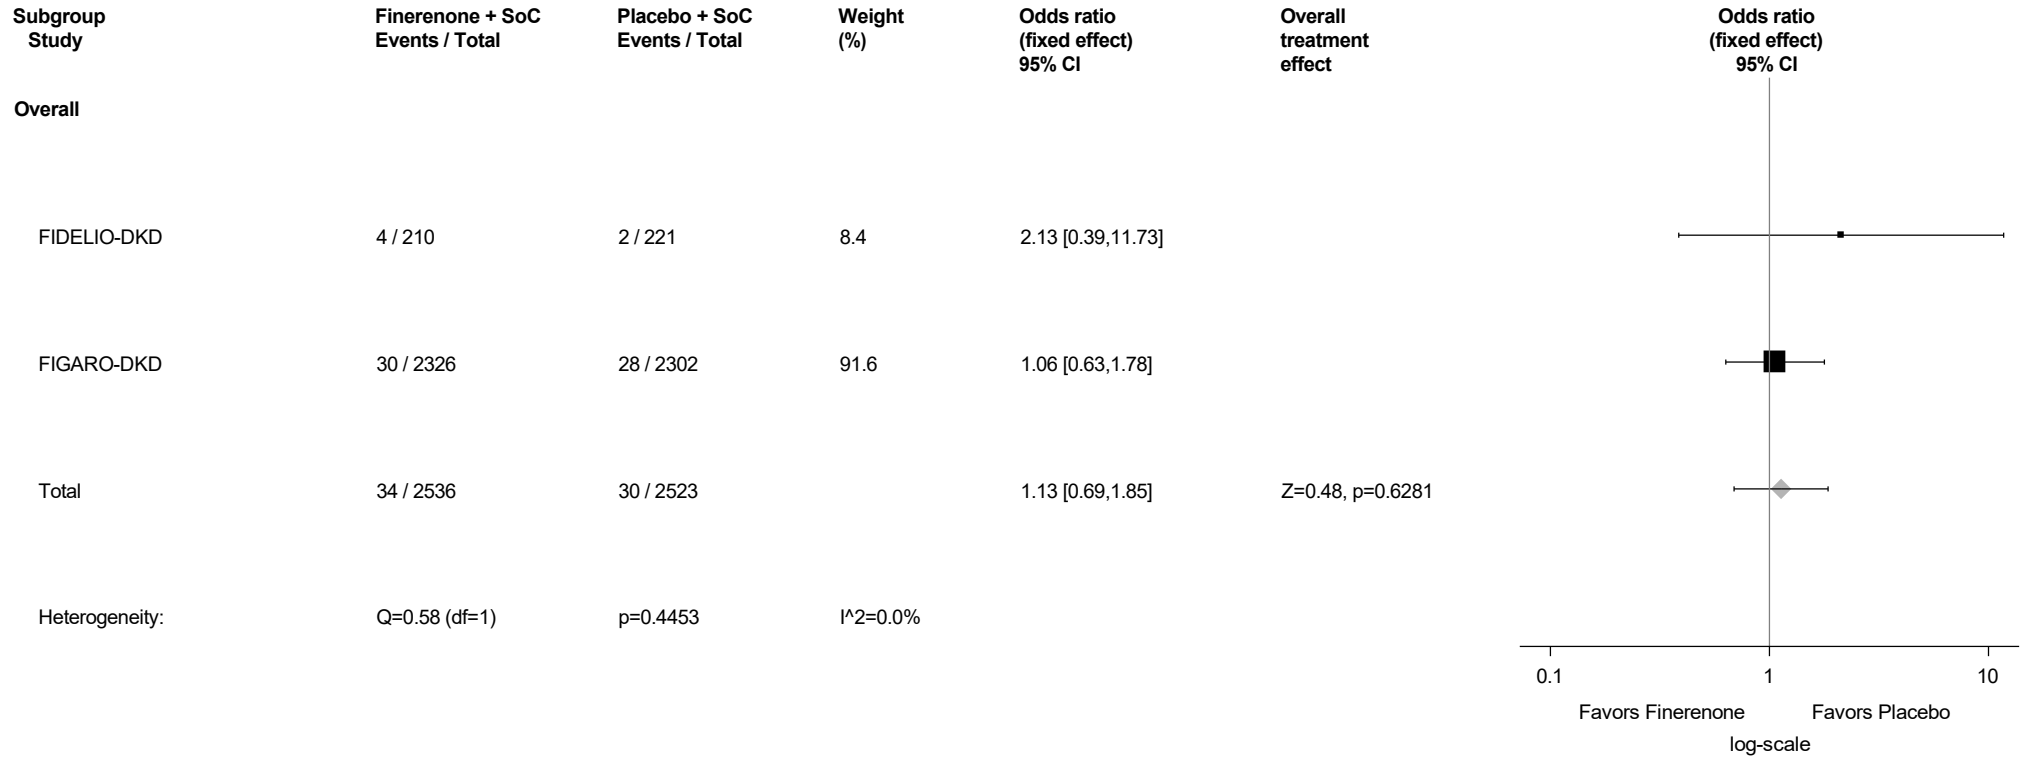 Subgroup Finerenone + SoC Placebo + SoC Weight Odds ratio Overall Odds ratio
Study Events / Total Events / Total (%) (fixed effect) treatment (fixed effect)
95% CI effect 95% CI
Overall
FIDELIO-DKD 4 / 210 2 / 221 8.4 2.13 [0.39,11.73]
FIGARO-DKD 30 / 2326 28 / 2302 91.6 1.06 [0.63,1.78]
Total 34 / 2536 30 / 2523 1.13 [0.69,1.85] Z=0.48, p=0.6281
Heterogeneity: Q=0.58 (df=1) p=0.4453 I^2=0.0%
0.1 1 10
Favors Finerenone Favors Placebo
log-scale